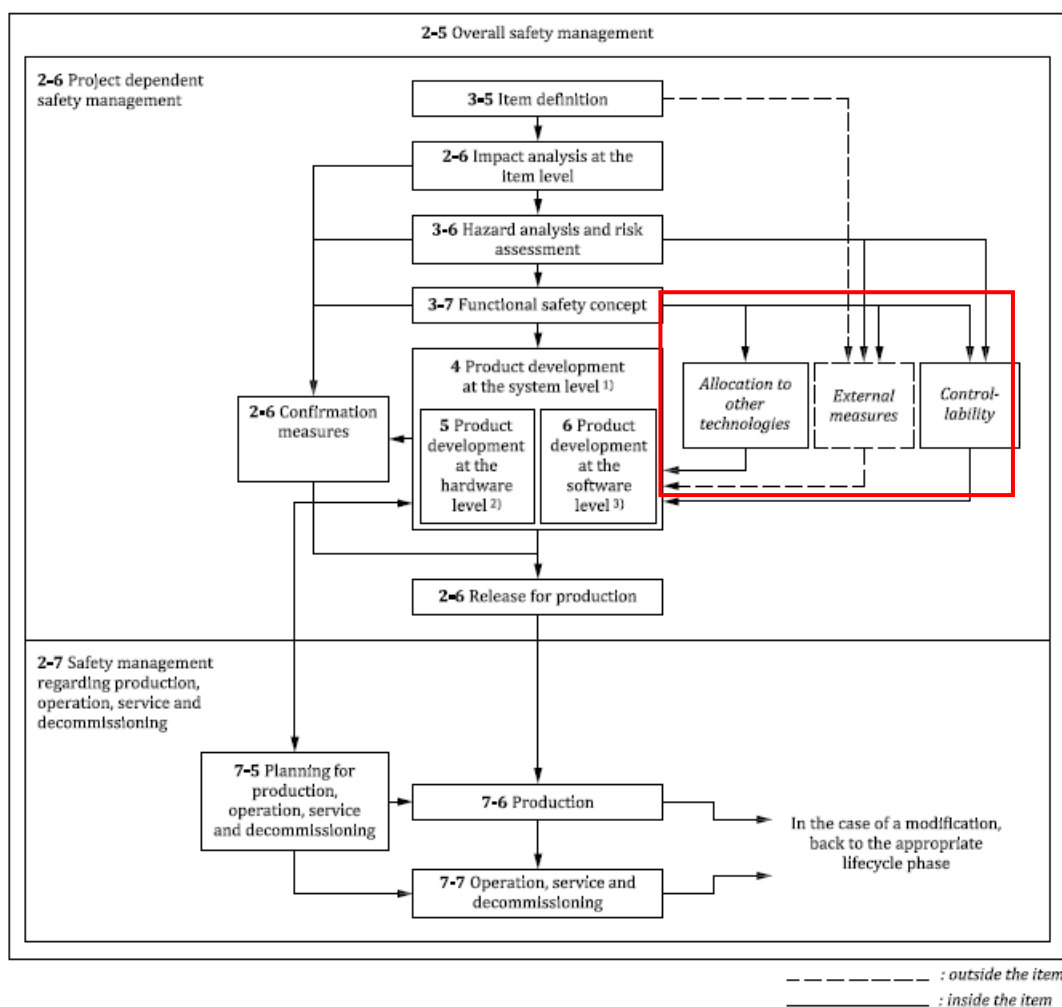 2-5 Overall safety management
2-6 Project dependent
safety management
3-5 Item definition
2-6 Impact analysis at the
item level
3-6 Hazard analysis and risk
assessment
3-7 Functional safety concept
4 Product development
at the system level 1)
5 Product
development
at the
hardware
level 2)
6 Product
development
at the
software
level 3)
2-6 Confirmation
measures
Allocation to
other
technologies
External
measures
Control-
lability
2-6 Release for production
2-7 Safety management
regarding production,
operation, service and
decommissioning
7-5 Planning for
production,
operation, service
and decommissioning
7-6 Production
7-7 Operation, service and
decommissioning
In the case of a modification,
back to the appropriate
lifecycle phase
: outside the item
: inside the item